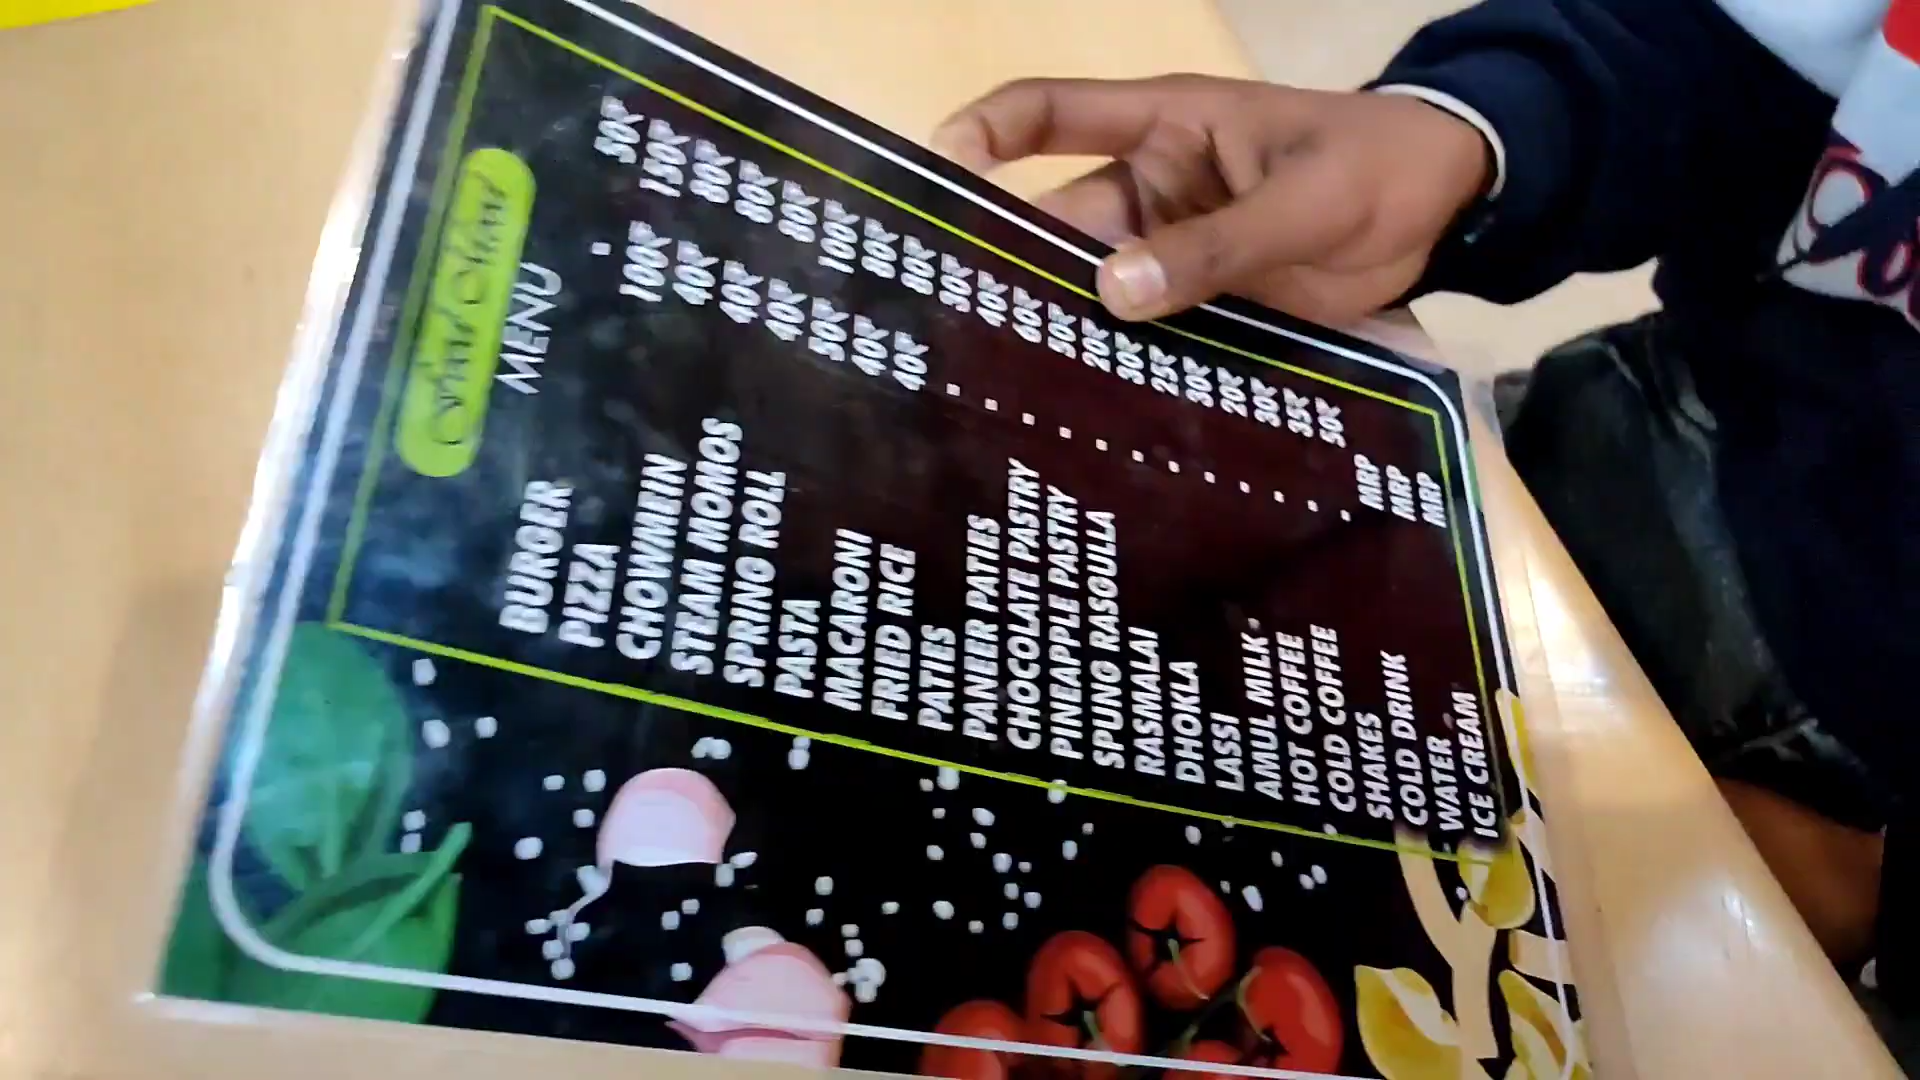 MENU
BURGER - 50₹
PIZZA 100₹ 150₹
CHOWMEIN 40₹ 80₹
STEAM MOMOS 40₹ 80₹
SPRING ROLL 40₹ 80₹
PASTA 50₹ 100₹
MACARONI 40₹ 80₹
FRIED RICE 40₹ 80₹
PATIES - 30₹
PANEER PATIES - 40₹
CHOCOLATE PASTRY - 60₹
PINEAPPLE PASTRY - 50₹
SPUNG RASGULLA - 20₹
RASMALAI - 30₹
DHOKLA - 25₹
LASSI - 30₹
AMUL MILK - - 20₹
HOT COFFEE - 30₹
COLD COFFEE - 35₹
SHAKES - 50₹
COLD DRINK MRP
WATER MRP
ICE CREAM MRP